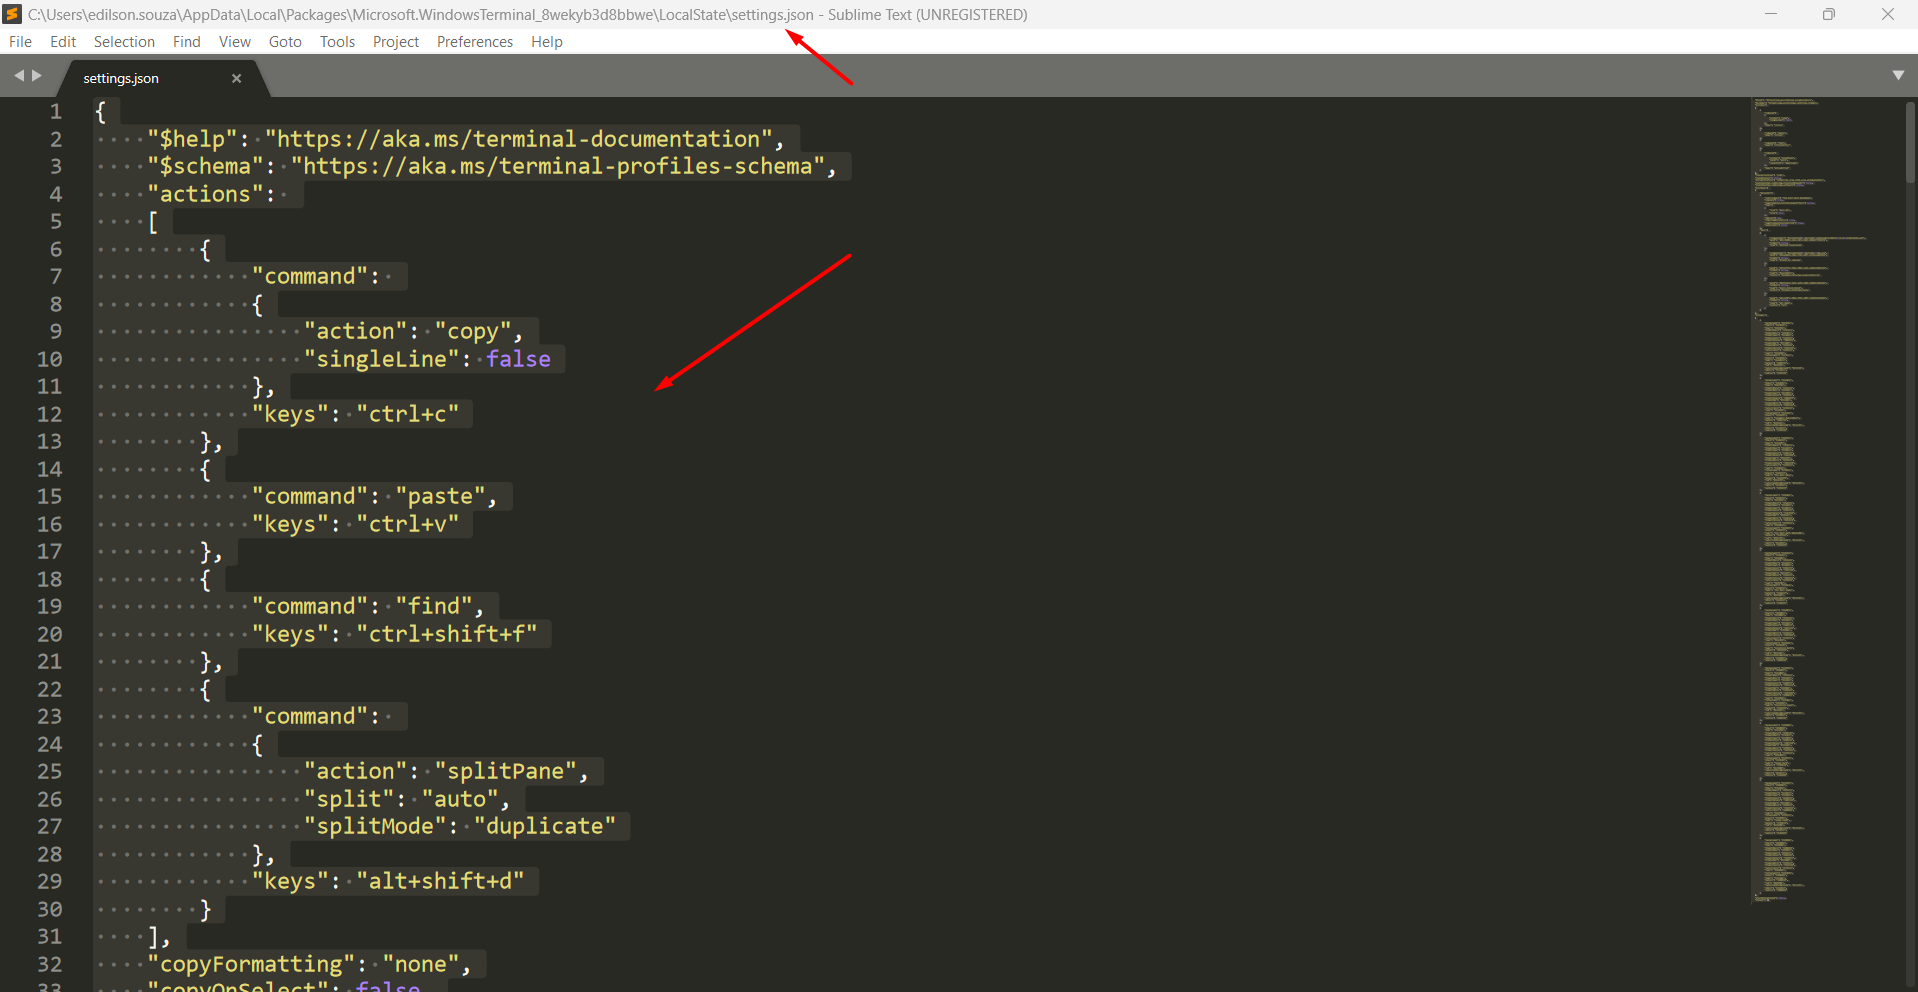 C:\Users\edilson.souza\AppData\Local\Packages\Microsoft.WindowsTerminal_8wekyb3d8bbwe\LocalState\settings.json - Sublime Text (UNREGISTERED)
File Edit Selection Find View Goto Tools Project Preferences Help
settings.json
1 {
2     "$help": "https://aka.ms/terminal-documentation",
3     "$schema": "https://aka.ms/terminal-profiles-schema",
4     "actions":
5     [
6         {
7             "command":
8             {
9                 "action": "copy",
10                 "singleLine": false
11             },
12             "keys": "ctrl+c"
13         },
14         {
15             "command": "paste",
16             "keys": "ctrl+v"
17         },
18         {
19             "command": "find",
20             "keys": "ctrl+shift+f"
21         },
22         {
23             "command":
24             {
25                 "action": "splitPane",
26                 "split": "auto",
27                 "splitMode": "duplicate"
28             },
29             "keys": "alt+shift+d"
30         }
31     ],
32     "copyFormatting": "none",
33     "copyOnSelect": false